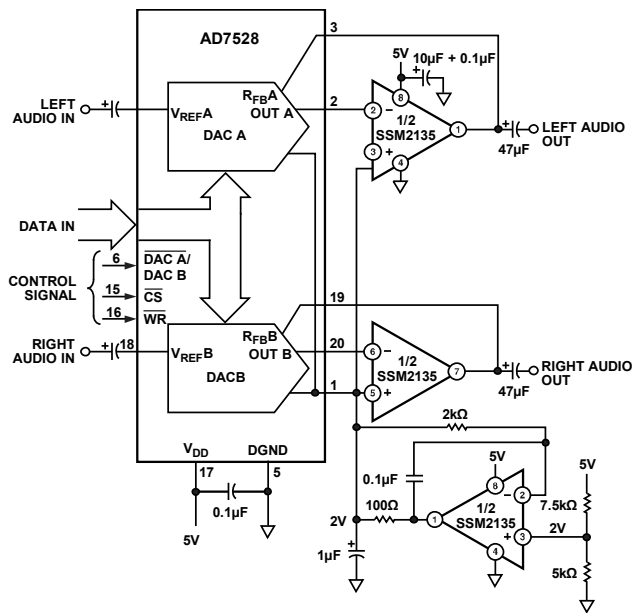 AD7528
3
5V
10µF + 0.1µF
LEFT
AUDIO IN
+
4
VREFA
RFBA
OUT A
DAC A
2
2
–
8
1/2
SSM2135
1
3
+
4
+
47µF
LEFT AUDIO
OUT
DATA IN
CONTROL
SIGNAL
6
DAC A/
DAC B
15
CS
16
WR
19
RIGHT
AUDIO IN
+
18
VREFB
RFBB
OUT B
DACB
20
1
6
–
5
+
1/2
SSM2135
7
+
47µF
RIGHT AUDIO
OUT
2kΩ
VDD
DGND
17
5
0.1µF
5V
0.1µF
5V
8
–
2
1/2
SSM2135
1
+
3
4
100Ω
2V
+
1µF
5V
7.5kΩ
2V
5kΩ